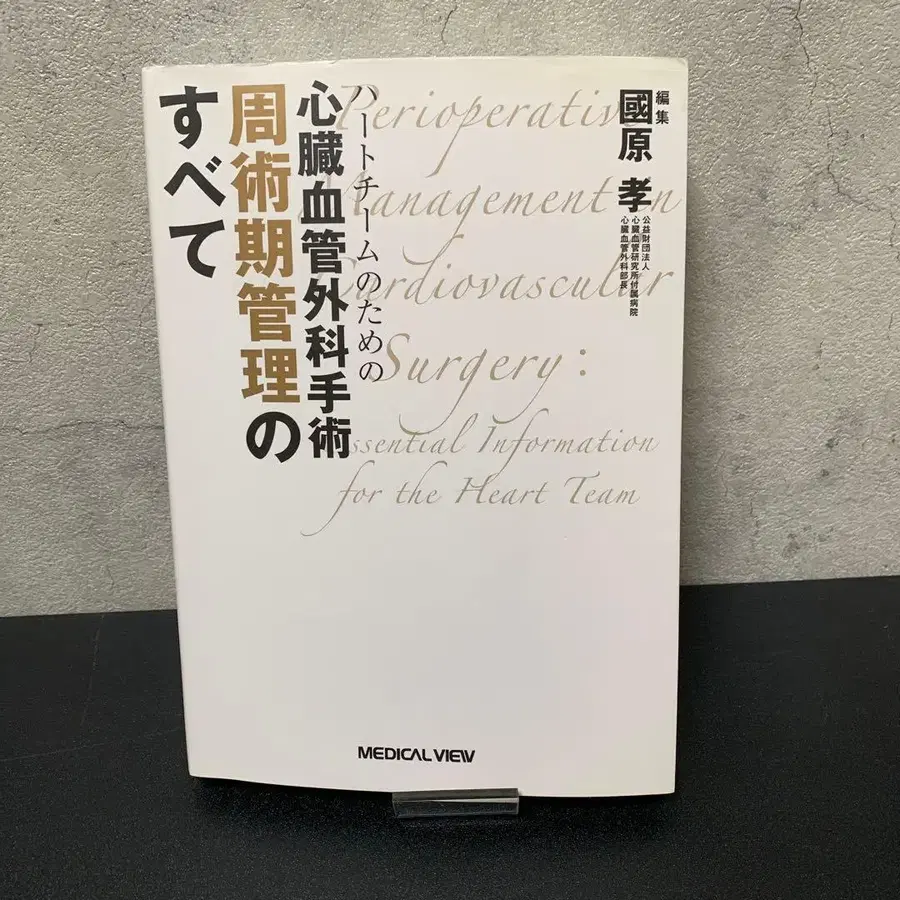 編集
國原 孝
公益財団法人
心臓血管研究所付属病院
心臓血管外科部長
ハートチームのための
心臓血管外科手術
周術期管理の
すべて
Perioperative
Management in
Cardiovascular
Surgery:
Essential Information
for the Heart Team
MEDICAL VIEW